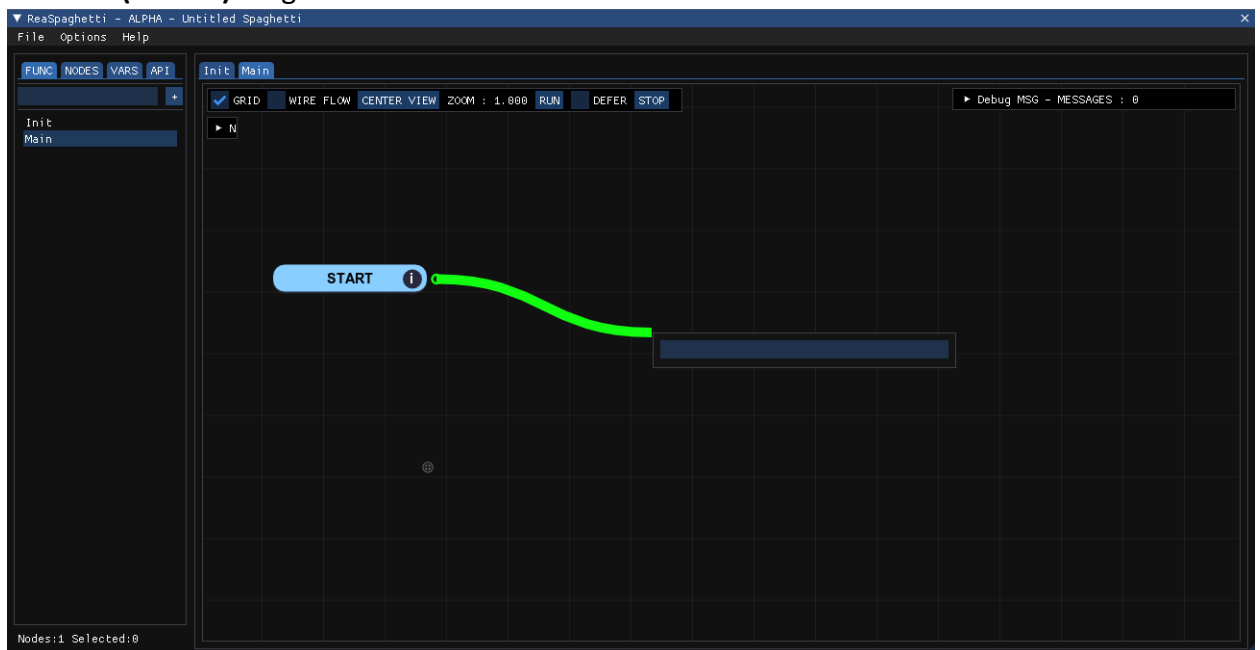 ▼ ReaSpaghetti - ALPHA - Untitled Spaghetti ✕
File Options Help
FUNC NODES VARS API
+
Init
Main
Init Main
GRID WIRE FLOW CENTER VIEW ZOOM : 1.000 RUN DEFER STOP
► Debug MSG - MESSAGES : 0
► N
START i
Nodes:1 Selected:0